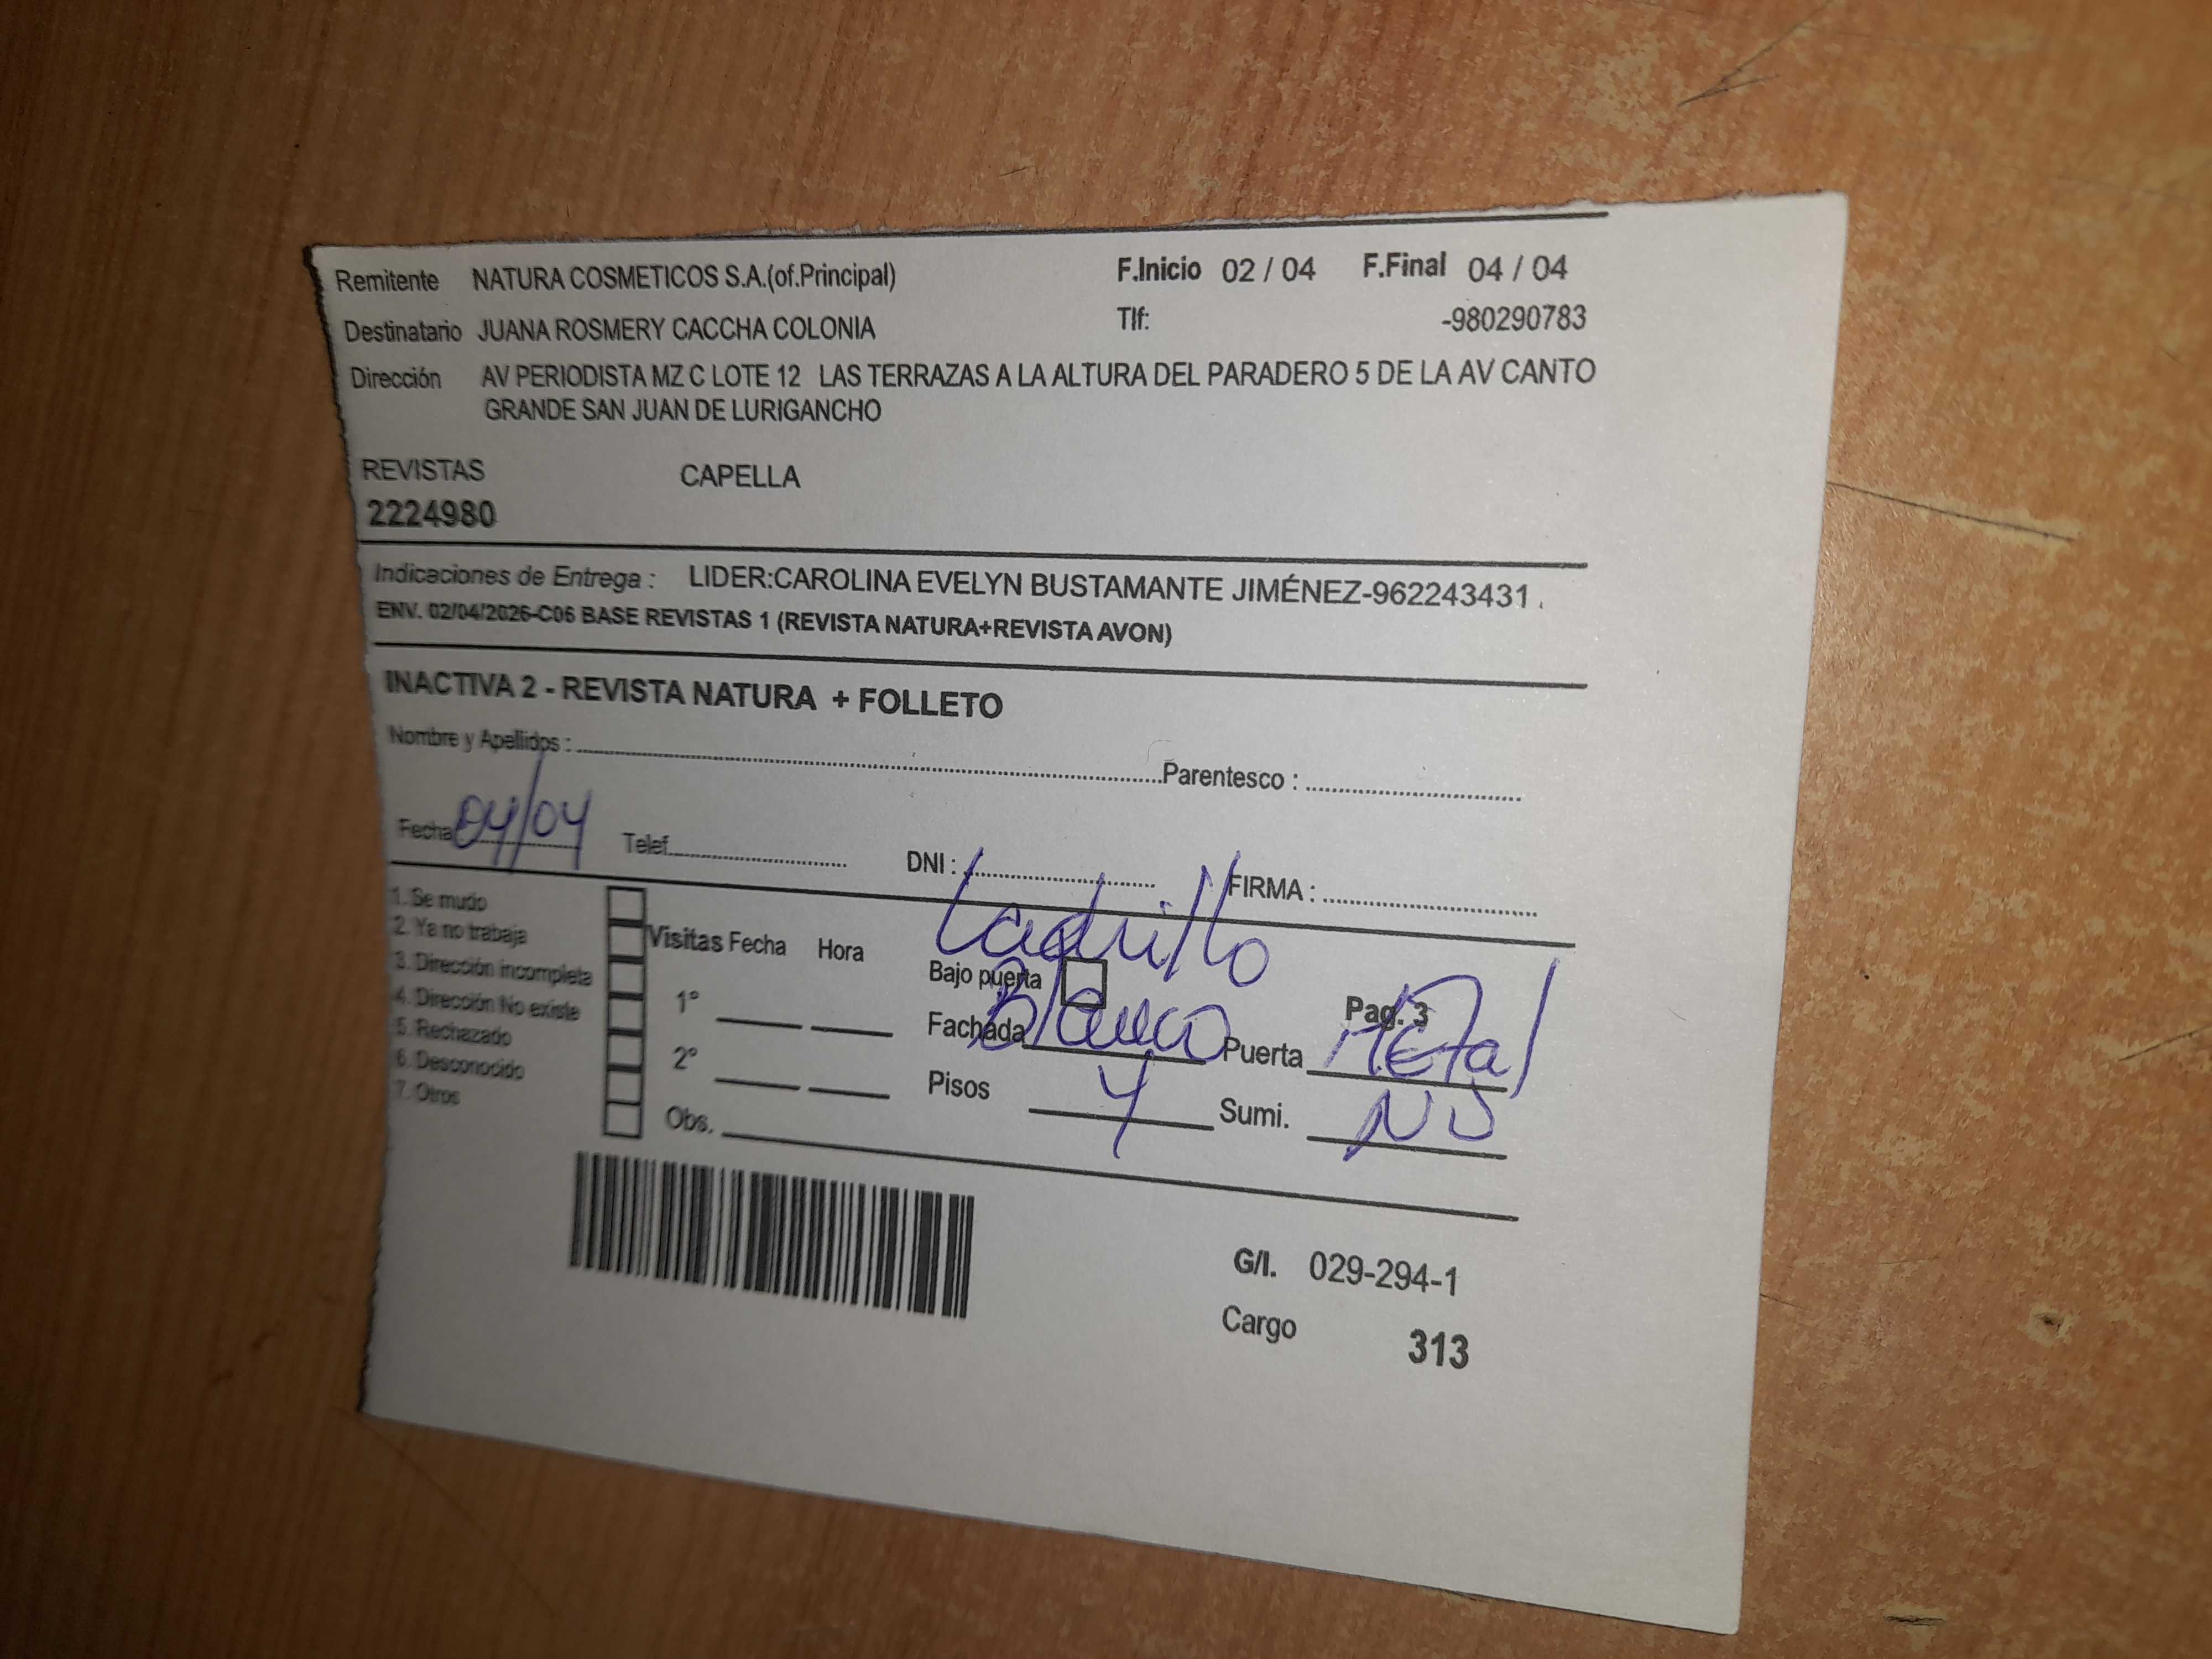 Remitente NATURA COSMETICOS S.A.(of.Principal) F.Inicio 02 / 04 F.Final 04 / 04
Destinatario JUANA ROSMERY CACCHA COLONIA Tlf: -980290783
Dirección AV PERIODISTA MZ C LOTE 12 LAS TERRAZAS A LA ALTURA DEL PARADERO 5 DE LA AV CANTO
GRANDE SAN JUAN DE LURIGANCHO
REVISTAS CAPELLA
2224980
Indicaciones de Entrega : LIDER:CAROLINA EVELYN BUSTAMANTE JIMÉNEZ-962243431 .
ENV. 02/04/2026-C06 BASE REVISTAS 1 (REVISTA NATURA+REVISTA AVON)
INACTIVA 2 - REVISTA NATURA + FOLLETO
Nombre y Apellidos : Parentesco :
Fecha 04/04 Telef. DNI : FIRMA :
1. Se mudo
2. Ya no trabaja Visitas Fecha Hora Ladrillo
3. Dirección incompleta Bajo puerta
4. Dirección No existe 1° Fachada Blanco Pag. 3
5. Rechazado Puerta Metal
6. Desconocido 2° Pisos 4 Sumi. NJ
7. Otros Obs.
G/I. 029-294-1
Cargo 313